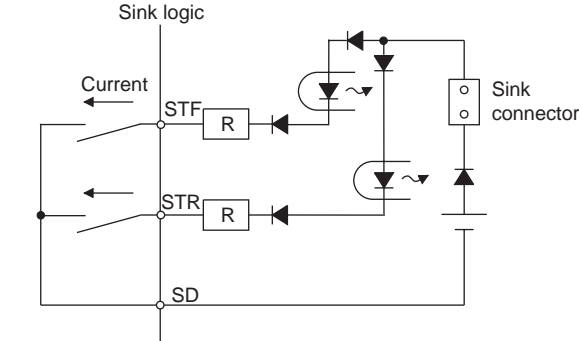 Sink logic
Current
STF
R
Sink
connector
STR
R
SD